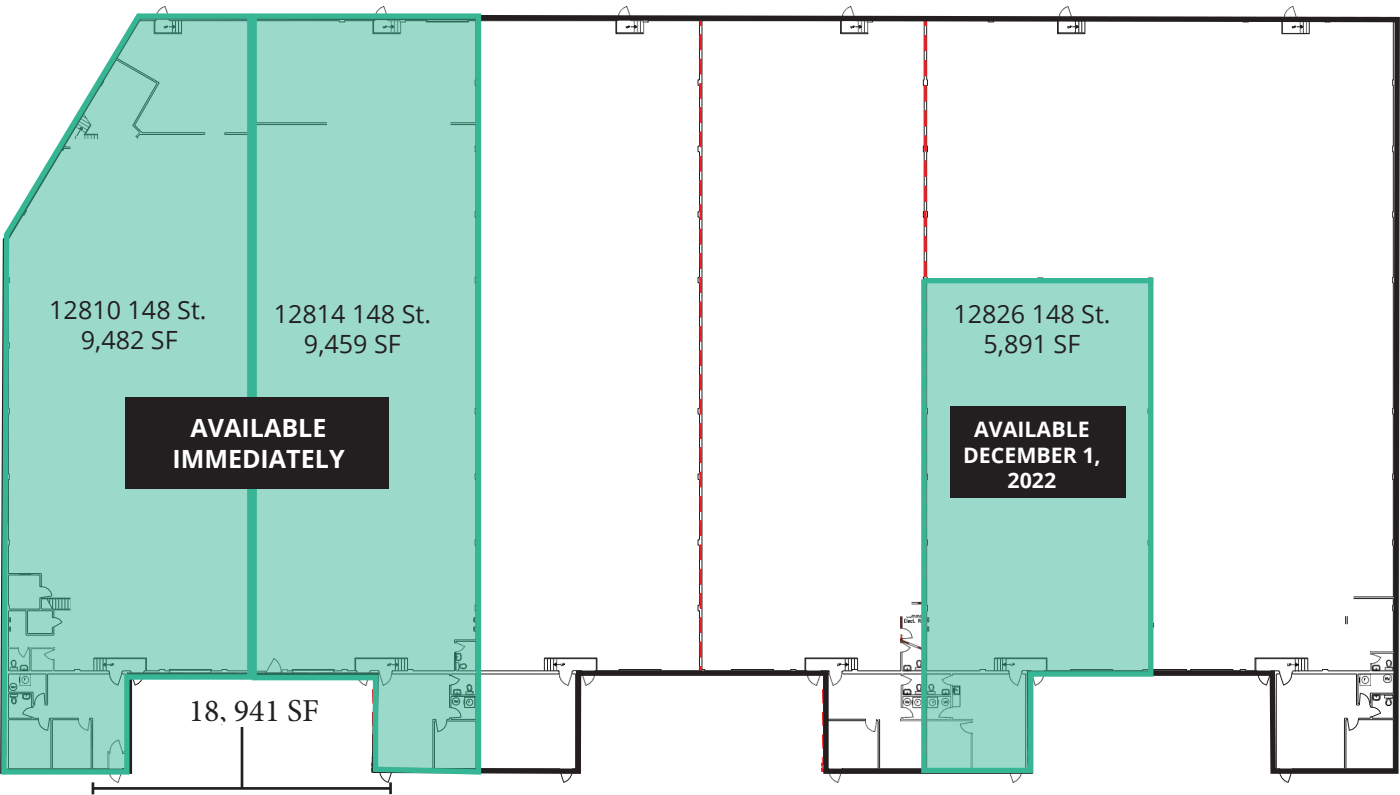 12810 148 St.
9,482 SF
12814 148 St.
9,459 SF
AVAILABLE
IMMEDIATELY
12826 148 St.
5,891 SF
AVAILABLE
DECEMBER 1,
2022
Elect.
18, 941 SF